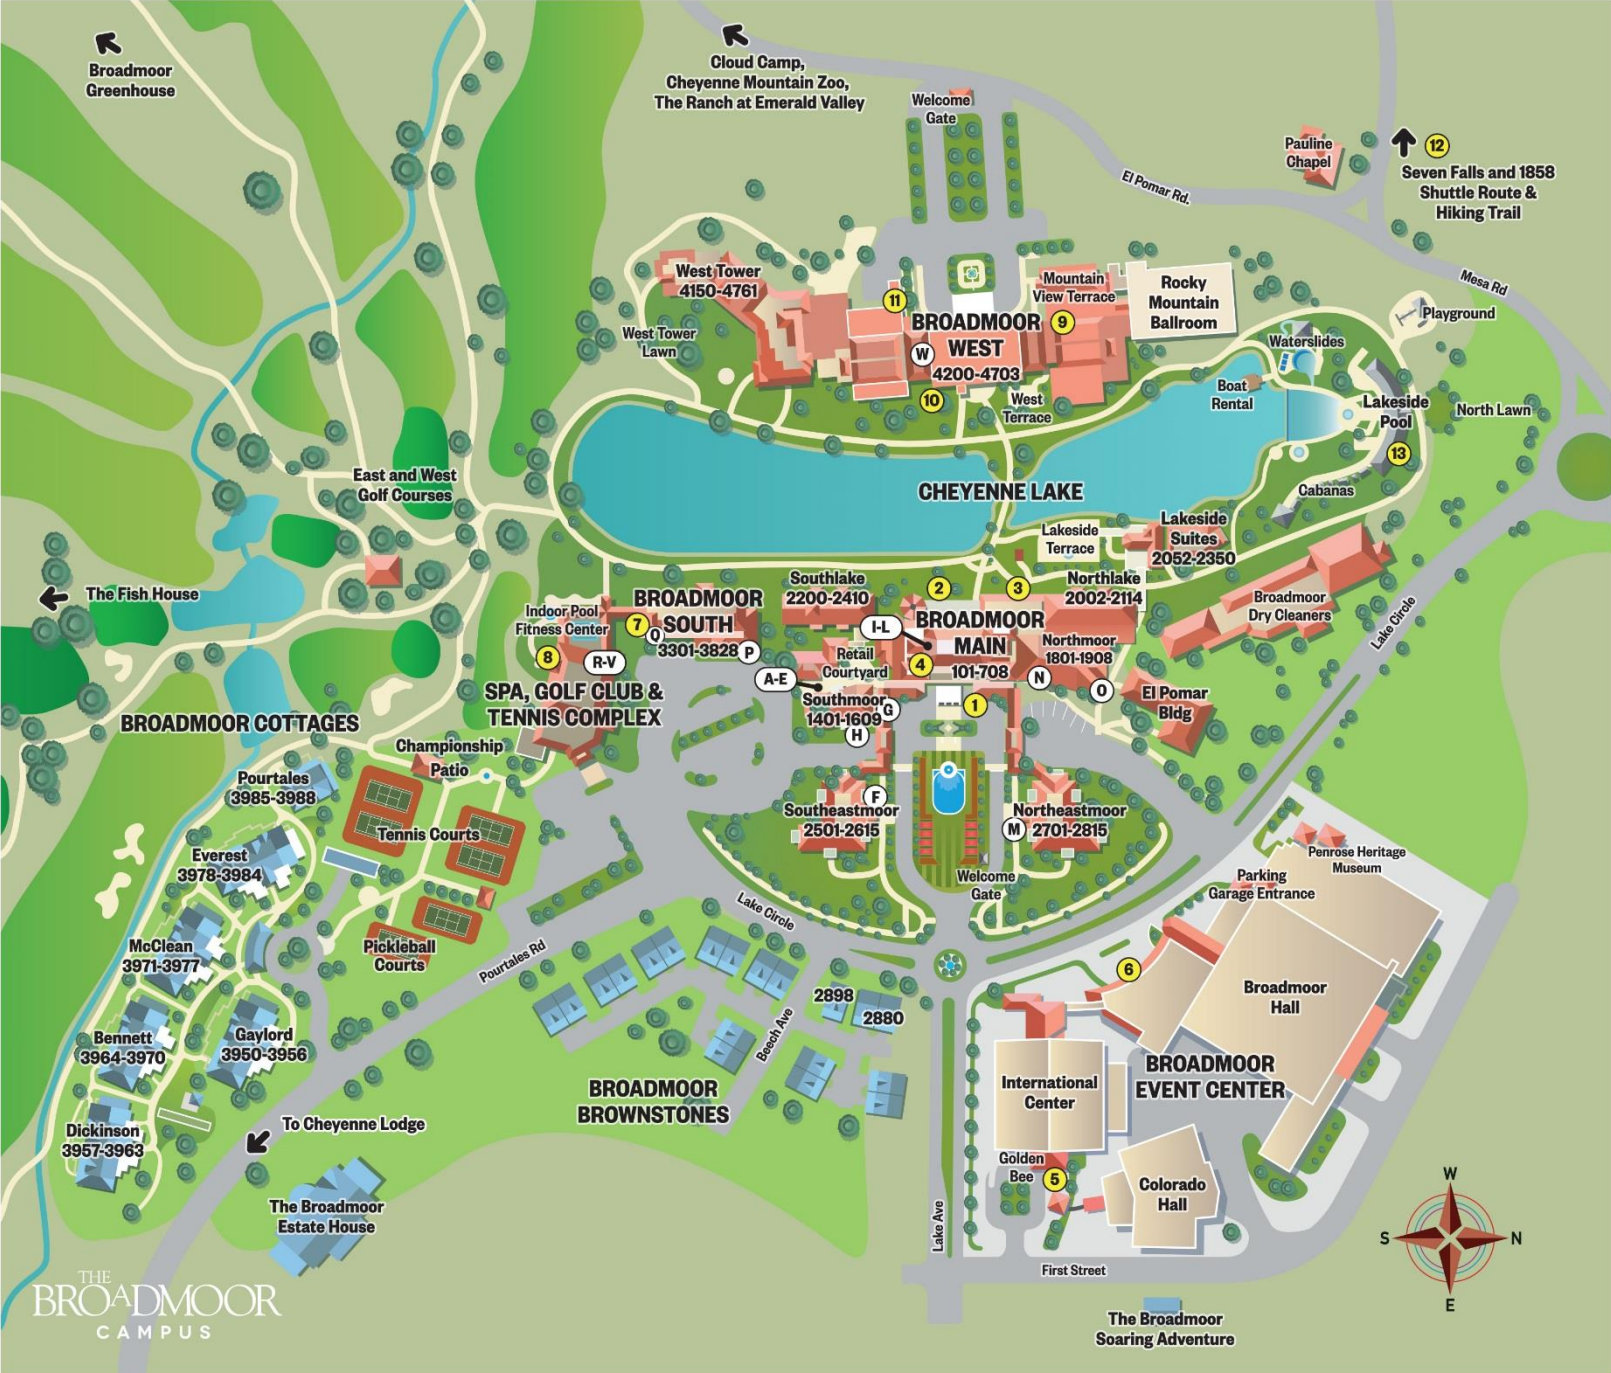 Broadmoor
Greenhouse
Cloud Camp,
Cheyenne Mountain Zoo,
The Ranch at Emerald Valley
Welcome
Gate
El Pomar Rd.
Pauline
Chapel
12
Seven Falls and 1858
Shuttle Route &
Hiking Trail
Mesa Rd
West Tower
4150-4761
West Tower
Lawn
11
BROADMOOR
WEST
W
4200-4703
10
Mountain
View Terrace
9
West
Terrace
Rocky
Mountain
Ballroom
Waterslides
Playground
Boat
Rental
Lakeside
Pool
13
North Lawn
Cabanas
East and West
Golf Courses
CHEYENNE LAKE
Lakeside
Terrace
Lakeside
Suites
2052-2350
The Fish House
Indoor Pool
Fitness Center
8
R-V
SPA, GOLF CLUB &
TENNIS COMPLEX
BROADMOOR
SOUTH
7
Q
3301-3828
P
Southlake
2200-2410
2
3
Northlake
2002-2114
I-L
BROADMOOR
MAIN
4
101-708
Northmoor
1801-1908
N
O
Broadmoor
Dry Cleaners
Lake Circle
Retail
Courtyard
A-E
Southmoor
1401-1609
G
H
1
El Pomar
Bldg
BROADMOOR COTTAGES
Championship
Patio
Pourtales
3985-3988
Tennis Courts
Everest
3978-3984
McClean
3971-3977
Pickleball
Courts
Bennett
3964-3970
Gaylord
3950-3956
Dickinson
3957-3963
F
Southeastmoor
2501-2615
Northeastmoor
M
2701-2815
Welcome
Gate
Lake Circle
Pourtales Rd
2898
2880
Beech Ave
BROADMOOR
BROWNSTONES
Penrose Heritage
Museum
Parking
Garage Entrance
6
Broadmoor
Hall
BROADMOOR
EVENT CENTER
International
Center
Golden
Bee
5
Colorado
Hall
Lake Ave
First Street
To Cheyenne Lodge
The Broadmoor
Estate House
The Broadmoor
Soaring Adventure
W
S
N
E
THE
BROADMOOR
CAMPUS